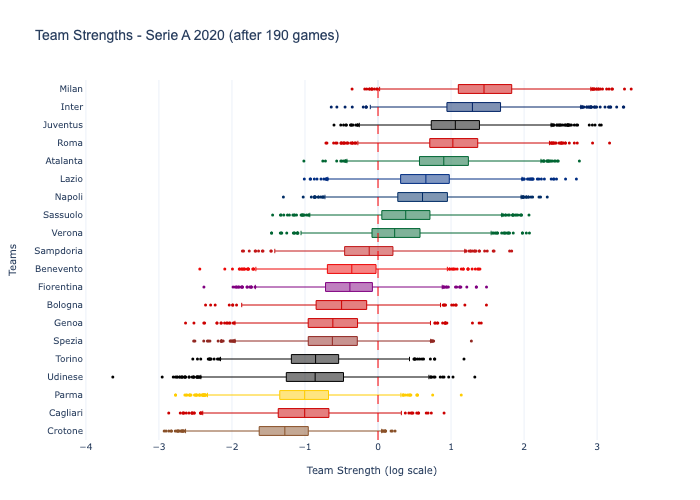 Team Strengths - Serie A 2020 (after 190 games)
Milan
Inter
Juventus
Roma
Atalanta
Lazio
Napoli
Sassuolo
Verona
Sampdoria
Benevento
Fiorentina
Bologna
Genoa
Spezia
Torino
Udinese
Parma
Cagliari
Crotone
Teams
−4 −3 −2 −1 0 1 2 3
Team Strength (log scale)